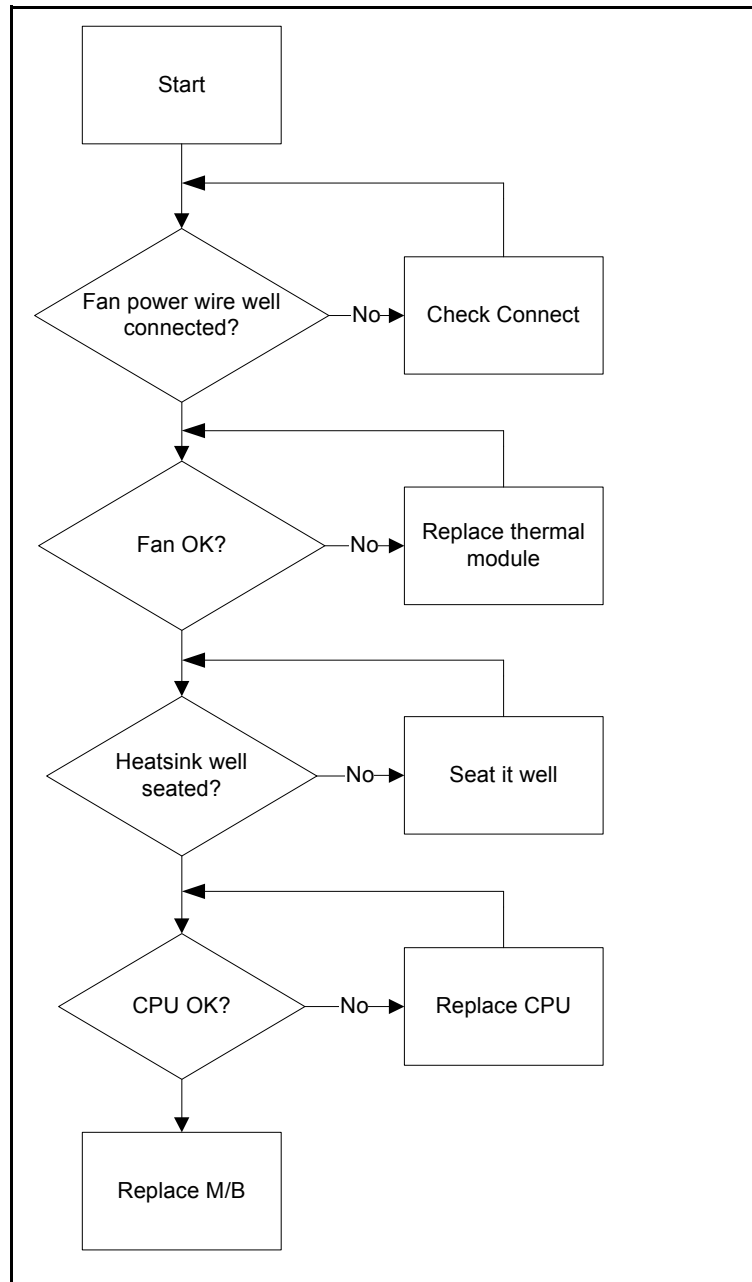 Start
Fan power wire well
connected?
No
Check Connect
Fan OK?
No
Replace thermal
module
Heatsink well
seated?
No
Seat it well
CPU OK?
No
Replace CPU
Replace M/B